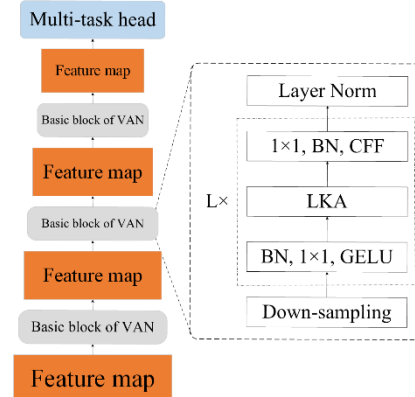 Multi-task head
Feature map
Basic block of VAN
Feature map
Basic block of VAN
Feature map
Basic block of VAN
Feature map
Layer Norm
1×1, BN, CFF
L×
LKA
BN, 1×1, GELU
Down-sampling